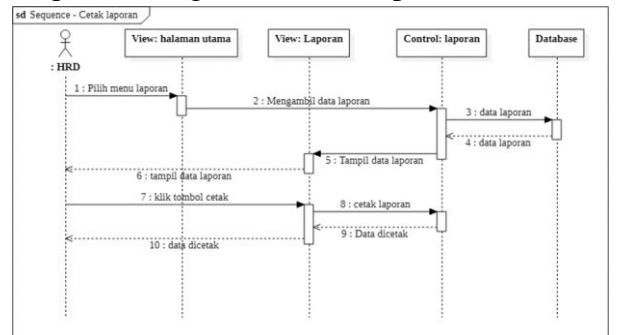 sd Sequence - Cetak laporan
View: halaman utama
View: Laporan
Control: laporan
Database
: HRD
1 : Pilih menu laporan
2 : Mengambil data laporan
3 : data laporan
4 : data laporan
5 : Tampil data laporan
6 : tampil data laporan
7 : klik tombol cetak
8 : cetak laporan
9 : Data dicetak
10 : data dicetak